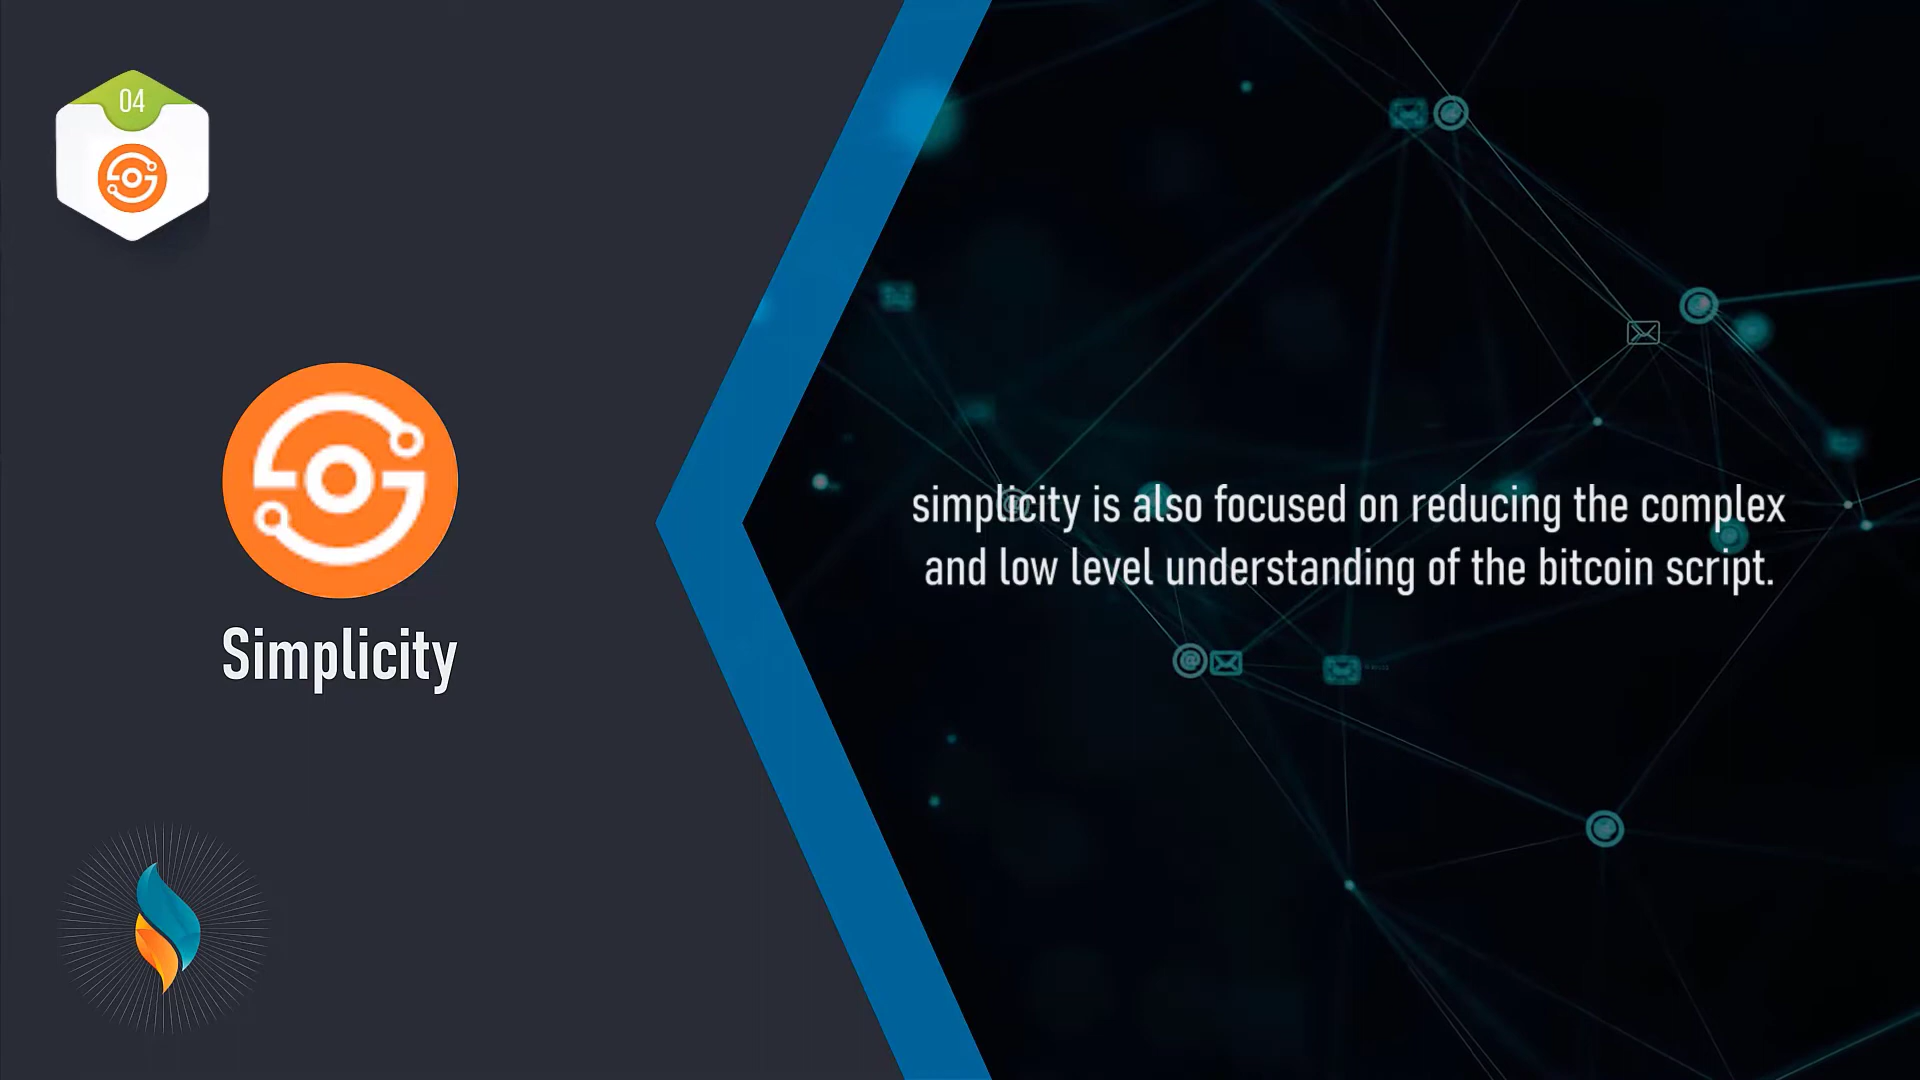 04
Simplicity
simplicity is also focused on reducing the complex
and low level understanding of the bitcoin script.